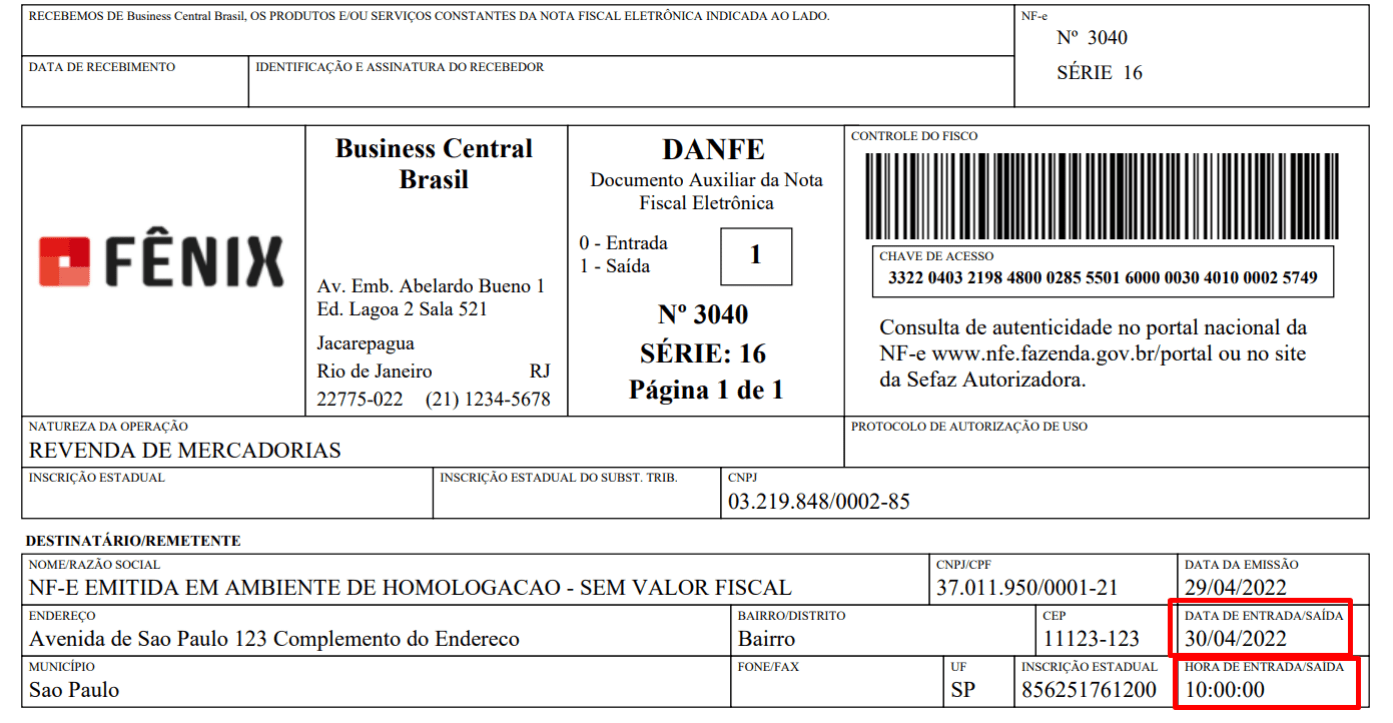 RECEBEMOS DE Business Central Brasil, OS PRODUTOS E/OU SERVIÇOS CONSTANTES DA NOTA FISCAL ELETRÔNICA INDICADA AO LADO.
DATA DE RECEBIMENTO
IDENTIFICAÇÃO E ASSINATURA DO RECEBEDOR
NF-e
Nº 3040
SÉRIE 16
FÊNIX
Business Central
Brasil
Av. Emb. Abelardo Bueno 1
Ed. Lagoa 2 Sala 521
Jacarepagua
Rio de Janeiro RJ
22775-022 (21) 1234-5678
DANFE
Documento Auxiliar da Nota
Fiscal Eletrônica
0 - Entrada
1 - Saída
1
Nº 3040
SÉRIE: 16
Página 1 de 1
CONTROLE DO FISCO
CHAVE DE ACESSO
3322 0403 2198 4800 0285 5501 6000 0030 4010 0002 5749
Consulta de autenticidade no portal nacional da
NF-e www.nfe.fazenda.gov.br/portal ou no site
da Sefaz Autorizadora.
NATUREZA DA OPERAÇÃO
REVENDA DE MERCADORIAS
PROTOCOLO DE AUTORIZAÇÃO DE USO
INSCRIÇÃO ESTADUAL
INSCRIÇÃO ESTADUAL DO SUBST. TRIB.
CNPJ
03.219.848/0002-85
DESTINATÁRIO/REMETENTE
NOME/RAZÃO SOCIAL
NF-E EMITIDA EM AMBIENTE DE HOMOLOGACAO - SEM VALOR FISCAL
CNPJ/CPF
37.011.950/0001-21
DATA DA EMISSÃO
29/04/2022
ENDEREÇO
Avenida de Sao Paulo 123 Complemento do Endereco
BAIRRO/DISTRITO
Bairro
CEP
11123-123
DATA DE ENTRADA/SAÍDA
30/04/2022
MUNICÍPIO
Sao Paulo
FONE/FAX
UF
SP
INSCRIÇÃO ESTADUAL
856251761200
HORA DE ENTRADA/SAÍDA
10:00:00